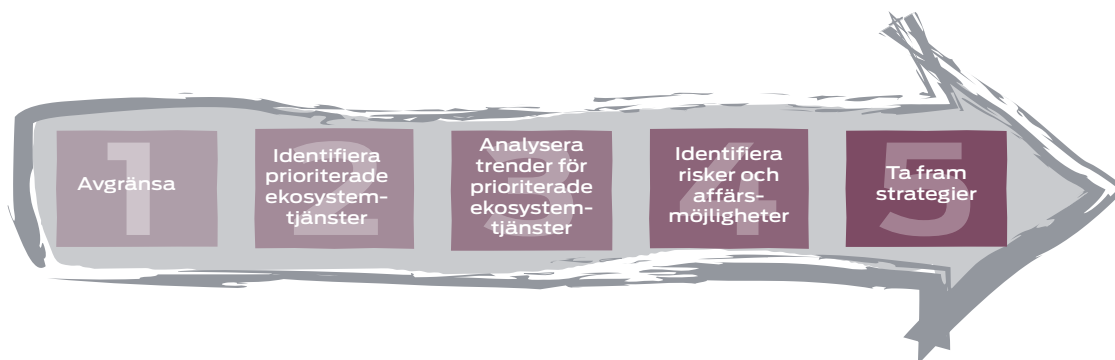 1
Avgränsa
2
Identifiera
prioriterade
ekosystem-
tjänster
3
Analysera
trender för
prioriterade
ekosystem-
tjänster
4
Identifiera
risker och
affärs-
möjligheter
5
Ta fram
strategier